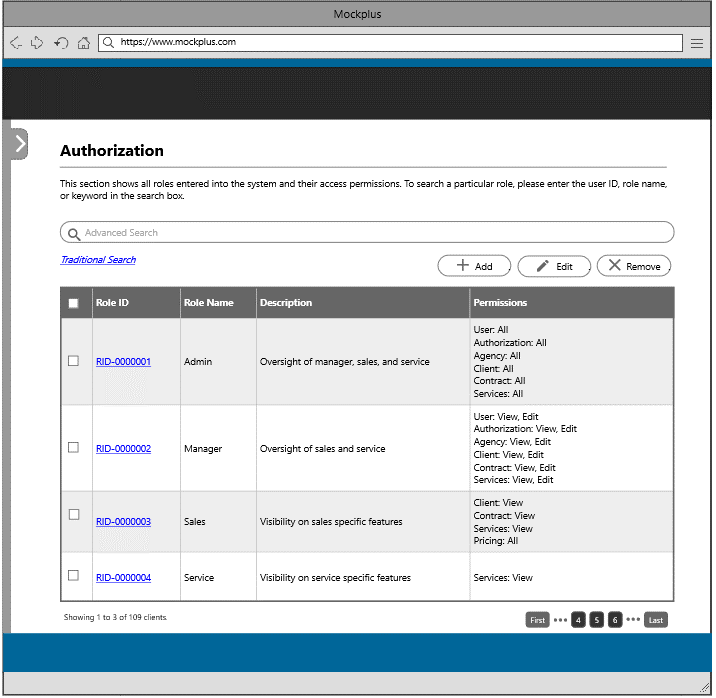 Mockplus
https://www.mockplus.com
Authorization
This section shows all roles entered into the system and their access permissions. To search a particular role, please enter the user ID, role name,
or keyword in the search box.
Advanced Search
Traditional Search
Add Edit Remove
Role ID Role Name Description Permissions
RID-0000001 Admin Oversight of manager, sales, and service
User: All
Authorization: All
Agency: All
Client: All
Contract: All
Services: All
RID-0000002 Manager Oversight of sales and service
User: View, Edit
Authorization: View, Edit
Agency: View, Edit
Client: View, Edit
Contract: View, Edit
Services: View, Edit
RID-0000003 Sales Visibility on sales specific features
Client: View
Contract: View
Services: View
Pricing: All
RID-0000004 Service Visibility on service specific features Services: View
Showing 1 to 3 of 109 clients.
First ••• 4 5 6 ••• Last